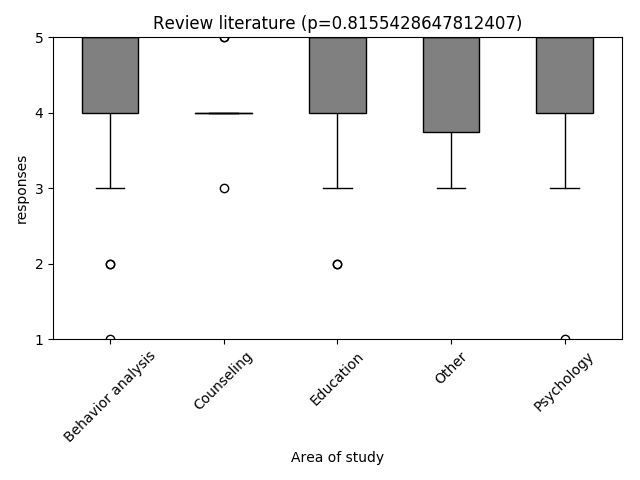 Review literature (p=0.8155428647812407)
responses
5
4
3
2
1
Behavior analysis
Counseling
Education
Other
Psychology
Area of study